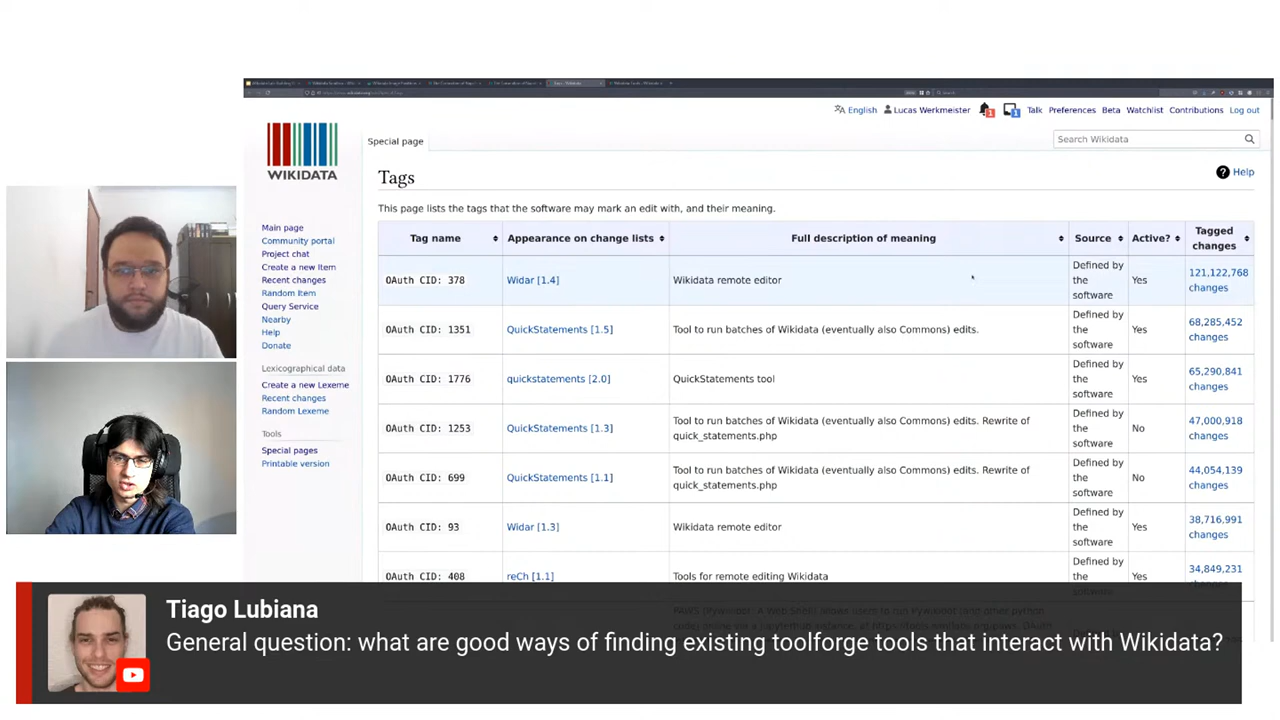 English Lucas Werkmeister 1 1 Talk Preferences Beta Watchlist Contributions Log out
WIKIDATA
Special page
Search Wikidata
Tags
Help
This page lists the tags that the software may mark an edit with, and their meaning.
Main page
Community portal
Project chat
Create a new Item
Recent changes
Random Item
Query Service
Nearby
Help
Donate
Lexicographical data
Create a new Lexeme
Recent changes
Random Lexeme
Tools
Special pages
Printable version
Tag name Appearance on change lists Full description of meaning Source Active? Tagged
changes
OAuth CID: 378 Widar [1.4] Wikidata remote editor Defined by
the
software Yes 121,122,768
changes
OAuth CID: 1351 QuickStatements [1.5] Tool to run batches of Wikidata (eventually also Commons) edits. Defined by
the
software Yes 68,285,452
changes
OAuth CID: 1776 quickstatements [2.0] QuickStatements tool Defined by
the
software Yes 65,290,841
changes
OAuth CID: 1253 QuickStatements [1.3] Tool to run batches of Wikidata (eventually also Commons) edits. Rewrite of
quick_statements.php Defined by
the
software No 47,000,918
changes
OAuth CID: 699 QuickStatements [1.1] Tool to run batches of Wikidata (eventually also Commons) edits. Rewrite of
quick_statements.php Defined by
the
software No 44,054,139
changes
OAuth CID: 93 Widar [1.3] Wikidata remote editor Defined by
the
software Yes 38,716,991
changes
OAuth CID: 408 reCh [1.1] Tools for remote editing Wikidata Defined by
the
software Yes 34,849,231
changes
Tiago Lubiana
General question: what are good ways of finding existing toolforge tools that interact with Wikidata?